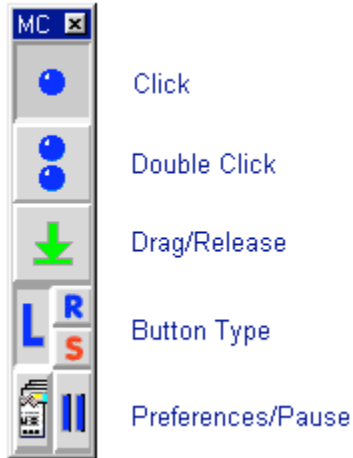 MC
Click
Double Click
Drag/Release
L R
S
Button Type
Preferences/Pause